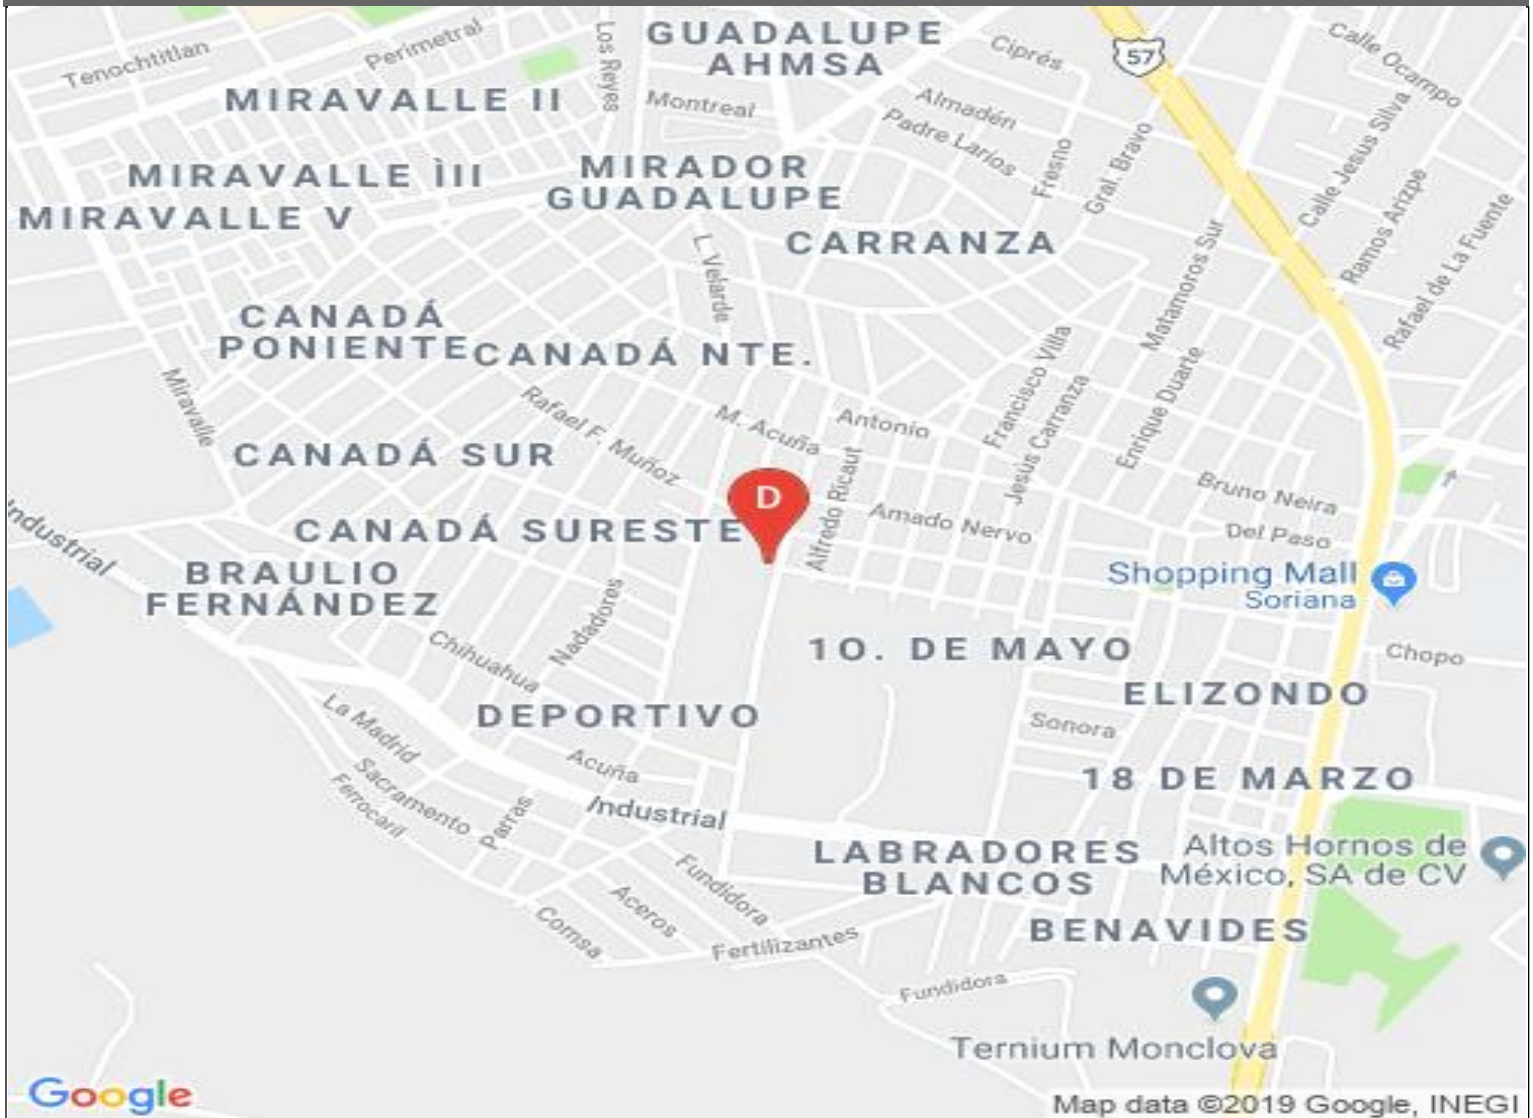 GUADALUPE
AHMSA
57
Ciprés
Calle Ocampo
Tenochtitlan
Perimetral
Los Reyes
MIRAVALLE II
Montreal
Almadén
Padre Larios
Fresno
Gral. Bravo
Calle Jesus Silva
Ramos Arizpe
Rafael de La Fuente
MIRAVALLE ÌII
MIRADOR
GUADALUPE
MIRAVALLE V
CARRANZA
L. Velarde
Matamoros Sur
CANADÁ
PONIENTE
CANADÁ NTE.
Miravalle
Rafael F. Muñoz
M. Acuña
Antonio
Francisco Villa
Jesús Carranza
Enrique Duarte
CANADÁ SUR
Alfredo Ricaut
Bruno Neira
D
Industrial
CANADÁ SURESTE
Amado Nervo
Del Paso
BRAULIO
FERNÁNDEZ
Shopping Mall
Soriana
Nadadores
Chihuahua
1O. DE MAYO
Chopo
ELIZONDO
La Madrid
DEPORTIVO
Sonora
Acuña
18 DE MARZO
Sacramento
Ferrocaril
Parras
Industrial
LABRADORES
BLANCOS
Altos Hornos de
México, SA de CV
Fundidora
Aceros
Comsa
BENAVIDES
Fertilizantes
Fundidora
Ternium Monclova
Google
Map data ©2019 Google, INEGI